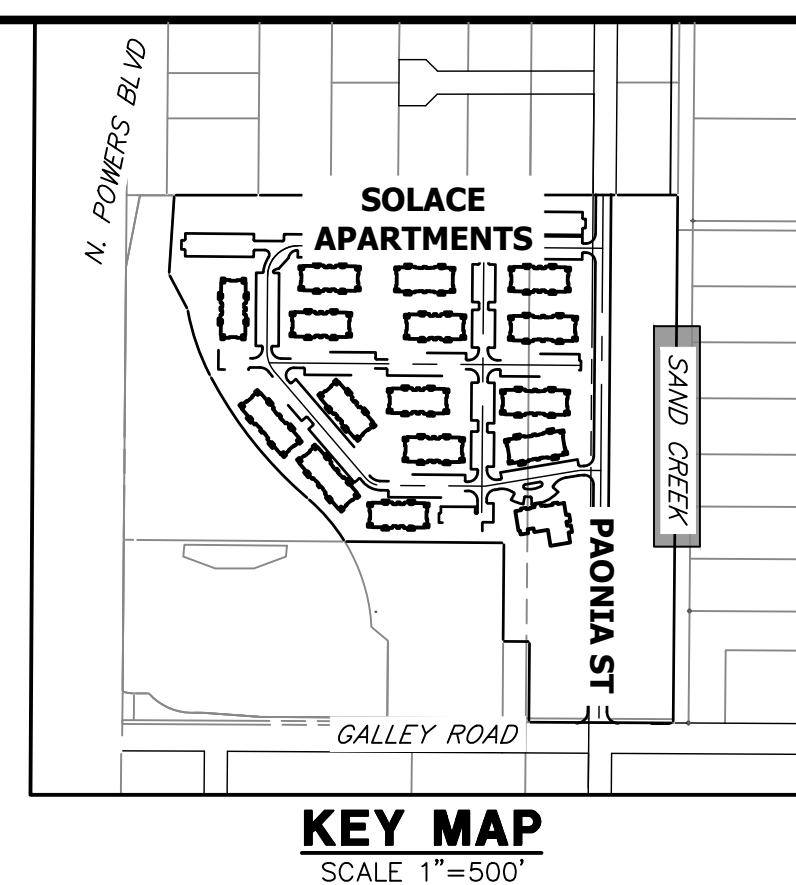 N. POWERS BLVD
SOLACE
APARTMENTS
SAND CREEK
PAONIA ST
GALLEY ROAD
KEY MAP
SCALE 1"=500'